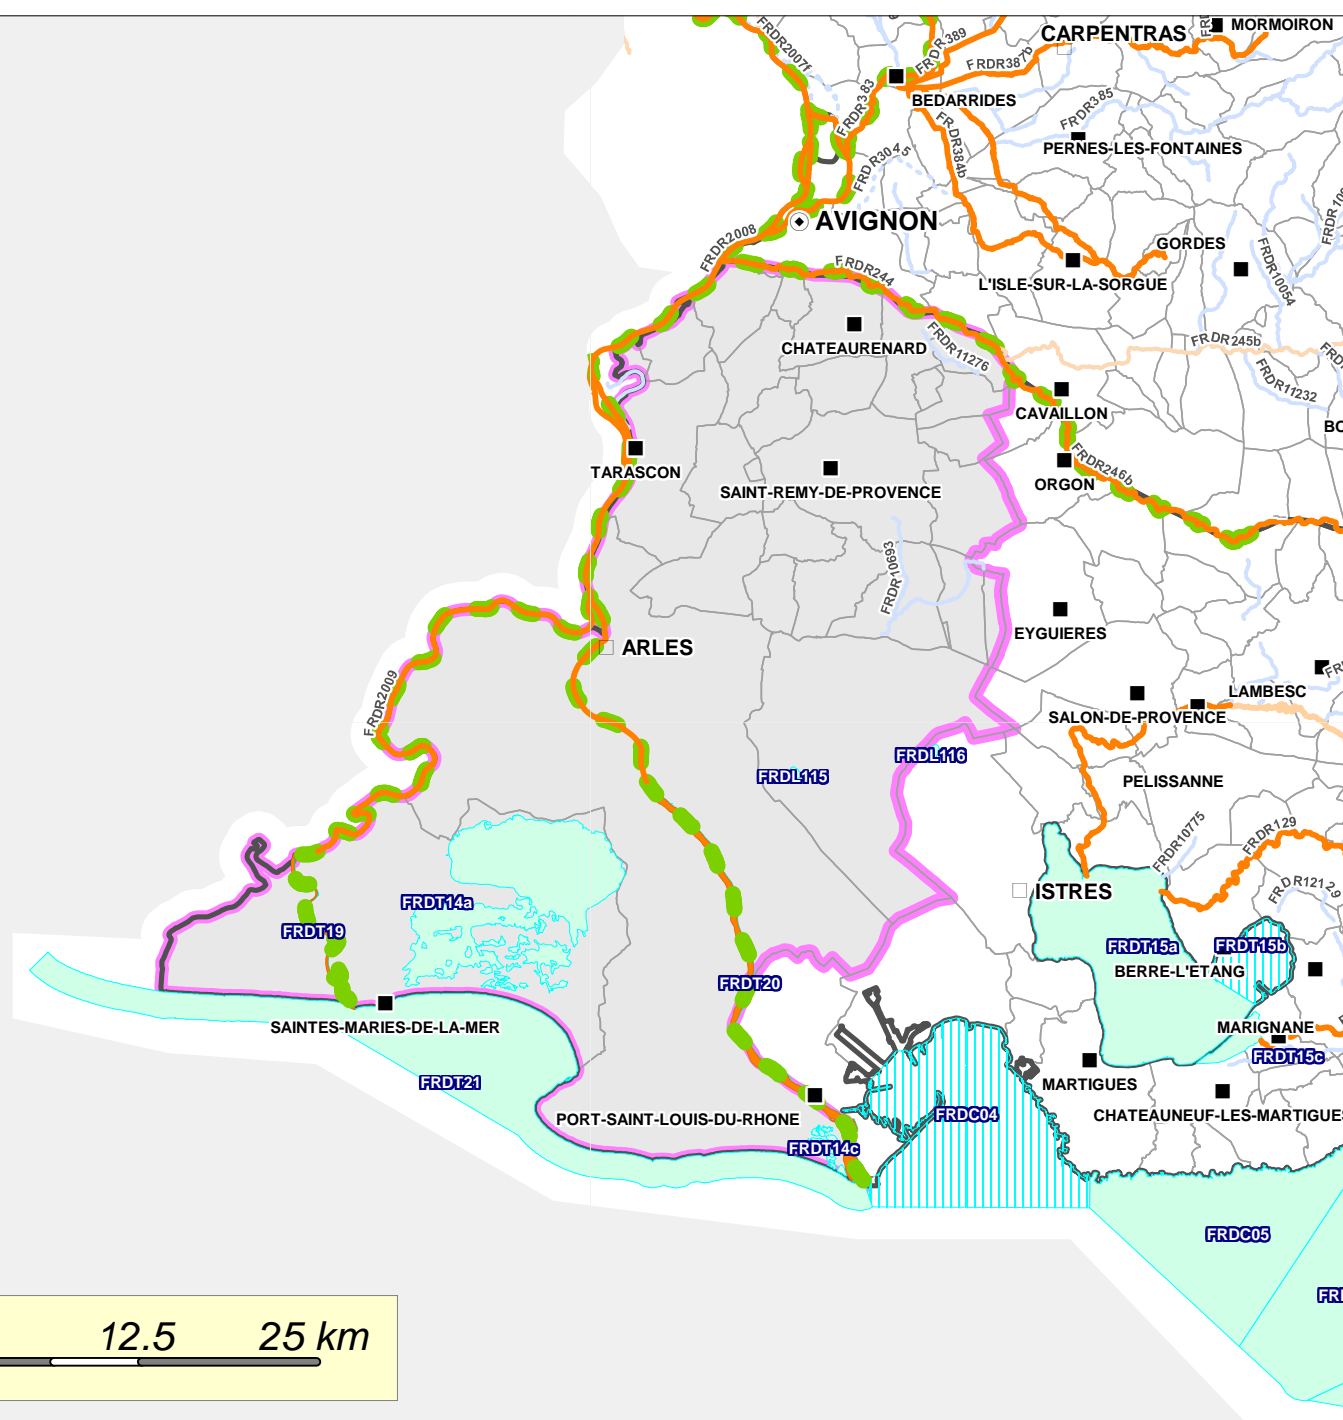 MORMOIRON
CARPENTRAS
FRDR2007f
FRDR389
FRDR387b
BEDARRIDES
FRDR383
FRDR385
FRDR384b
PERNES-LES-FONTAINES
FRDR3045
AVIGNON
FRDR2008
GORDES
FRDR244
L'ISLE-SUR-LA-SORGUE
FRDR10054
CHATEAURENARD
FRDR11276
FRDR245b
FRDR11232
CAVAILLON
TARASCON
SAINT-REMY-DE-PROVENCE
ORGON
FRDR246b
FRDR10693
EYGUIERES
ARLES
FRDR2009
LAMBESC
SALON-DE-PROVENCE
FRDL116
FRDL115
PELISSANNE
FRDR10775
FRDR129
FRDR12129
ISTRES
FRDT14a
FRDT19
FRDT15a
FRDT15b
BERRE-L'ETANG
FRDT20
SAINTES-MARIES-DE-LA-MER
MARIGNANE
FRDT15c
FRDT21
MARTIGUES
PORT-SAINT-LOUIS-DU-RHONE
FRDC04
CHATEAUNEUF-LES-MARTIGUES
FRDT14c
FRDC05
12.5 25 km